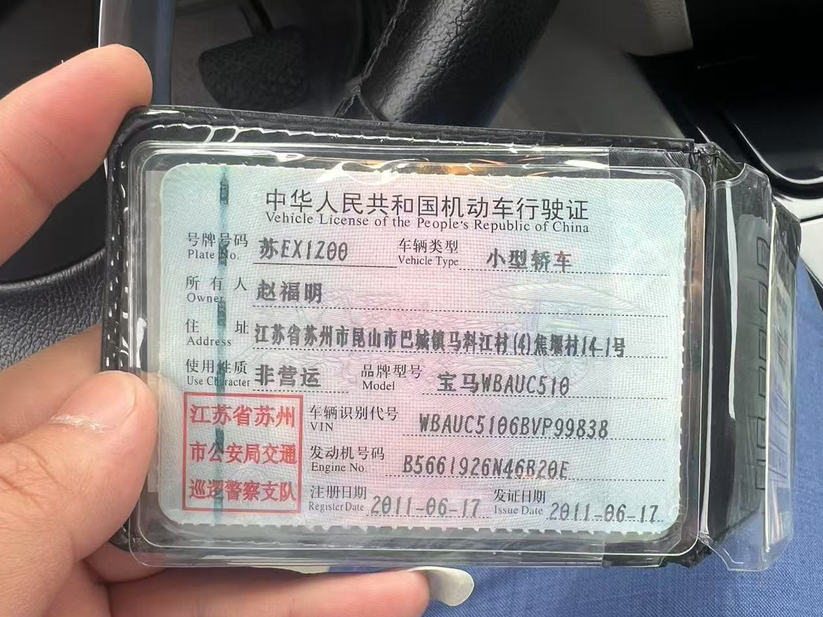 中华人民共和国机动车行驶证
Vehicle License of the People's Republic of China
号牌号码 苏EX1Z00 车辆类型 小型轿车
Plate No. Vehicle Type
所有人 赵福明
Owner
住址 江苏省苏州市昆山市巴城镇马料江村(4)焦堰村14-1号
Address
使用性质 非营运 品牌型号 宝马WBAUC510
Use Character Model
江苏省苏州
市公安局交通
巡逻警察支队
车辆识别代号 WBAUC5106BVP99838
VIN
发动机号码 B5661926N46B20E
Engine No.
注册日期 2011-06-17 发证日期 2011-06-17
Register Date Issue Date